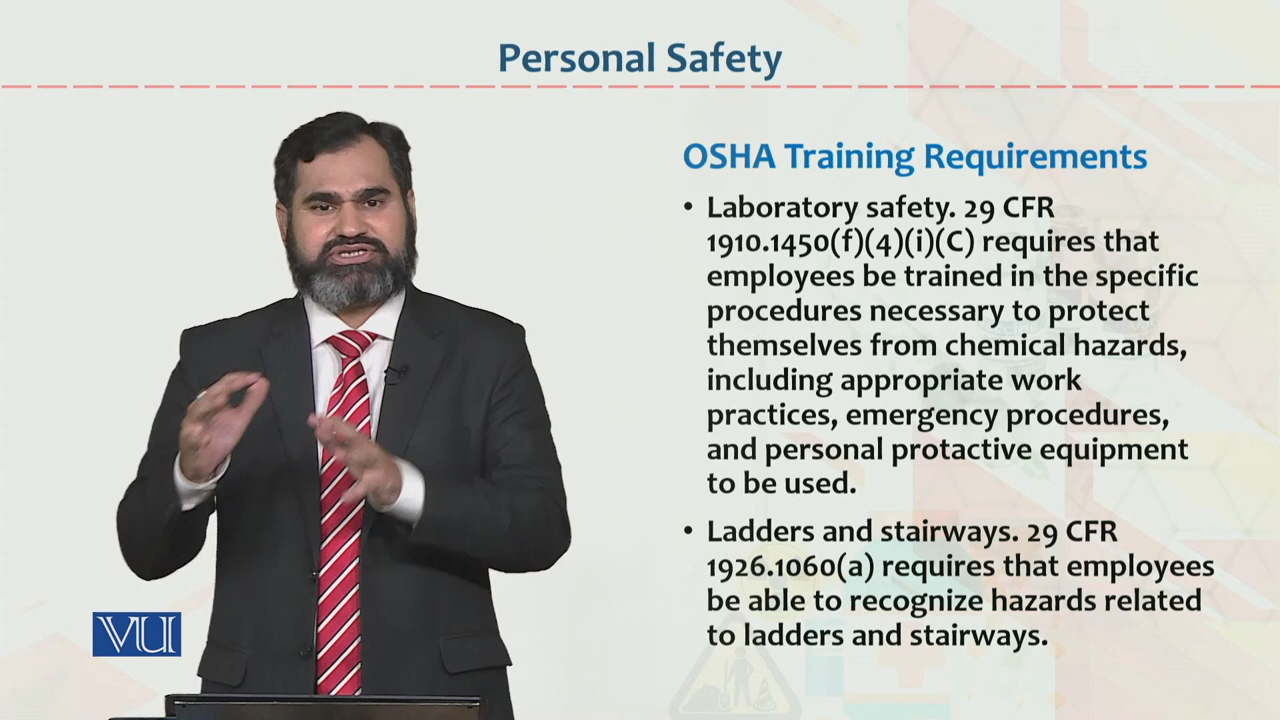 Personal Safety
OSHA Training Requirements
• Laboratory safety. 29 CFR
1910.1450(f)(4)(i)(C) requires that
employees be trained in the specific
procedures necessary to protect
themselves from chemical hazards,
including appropriate work
practices, emergency procedures,
and personal protactive equipment
to be used.
• Ladders and stairways. 29 CFR
1926.1060(a) requires that employees
be able to recognize hazards related
to ladders and stairways.
VU